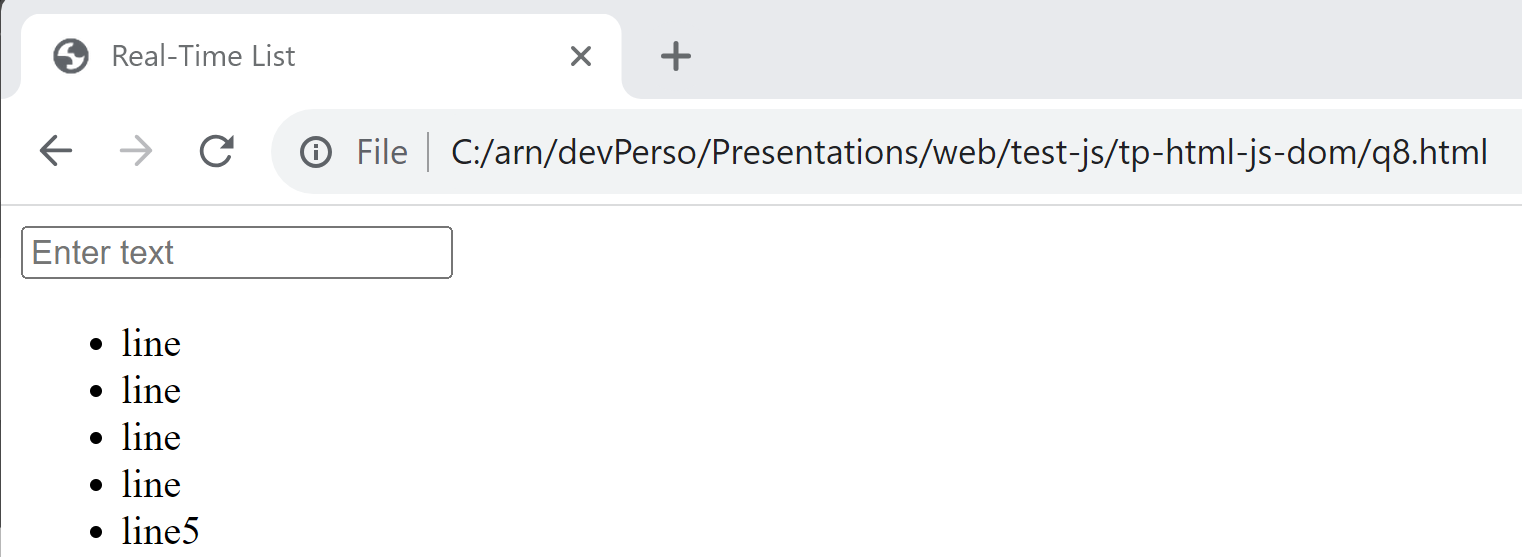 Real-Time List
File C:/arn/devPerso/Presentations/web/test-js/tp-html-js-dom/q8.html
Enter text
line
line
line
line
line5